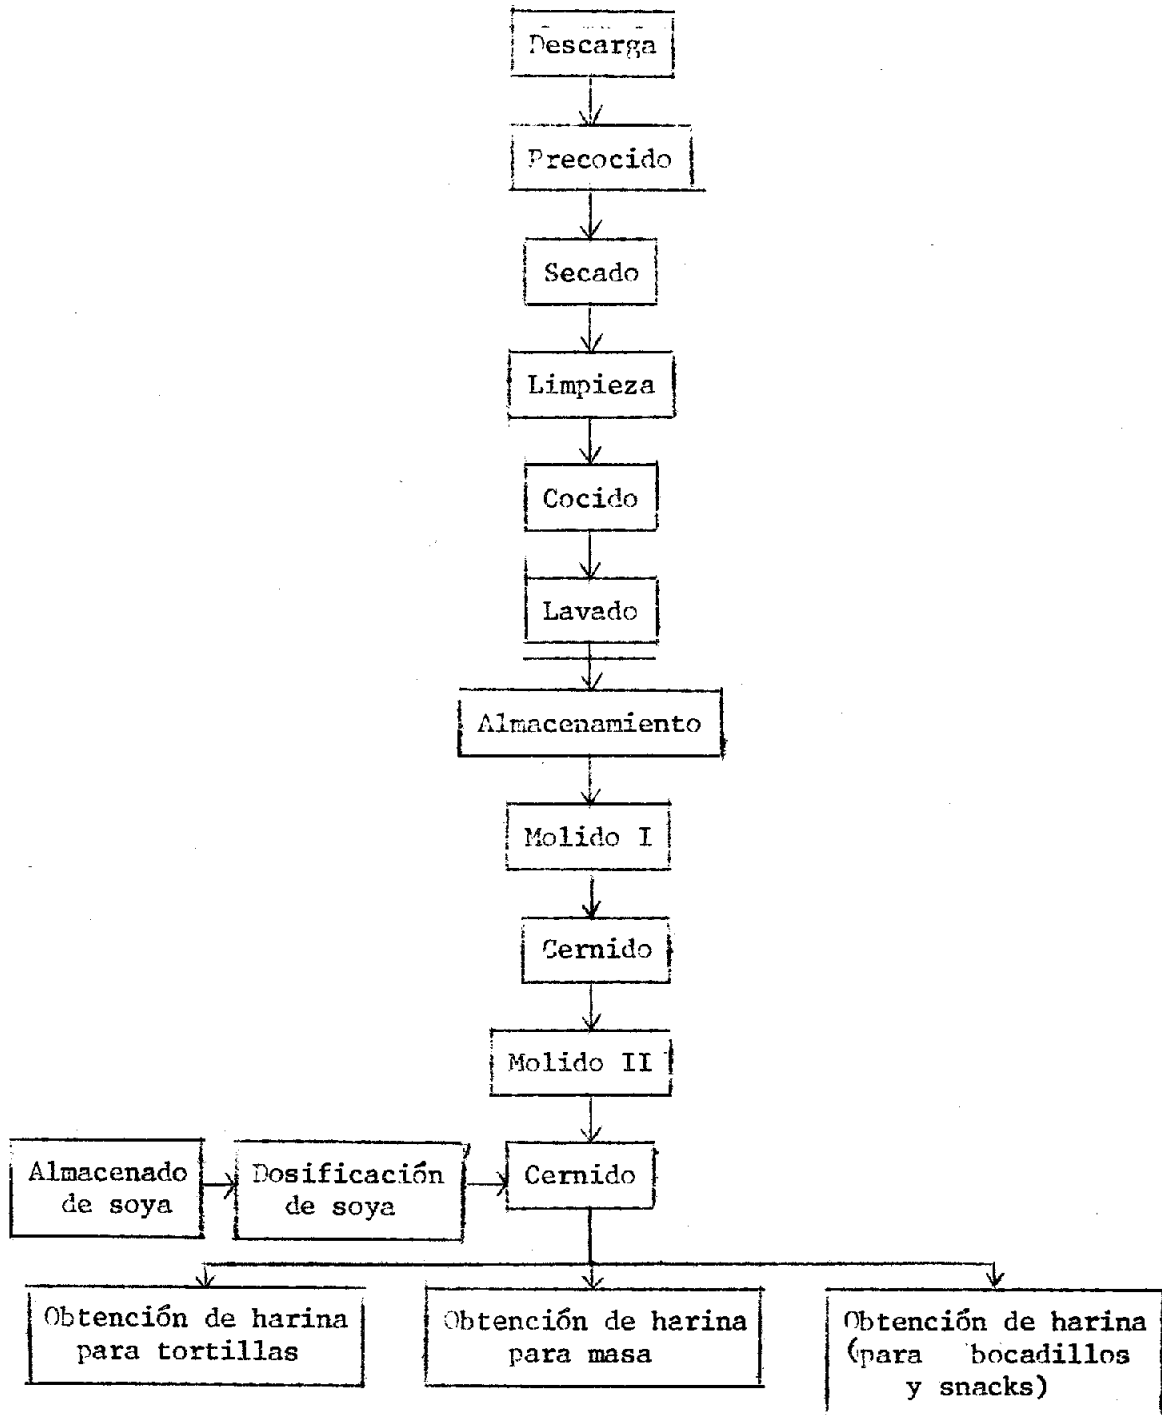 Descarga
Precocido
Secado
Limpieza
Cocido
Lavado
Almacenamiento
Molido I
Cernido
Molido II
Almacenado
de soya
Dosificación
de soya
Cernido
Obtención de harina
para tortillas
Obtención de harina
para masa
Obtención de harina
(para bocadillos
y snacks)